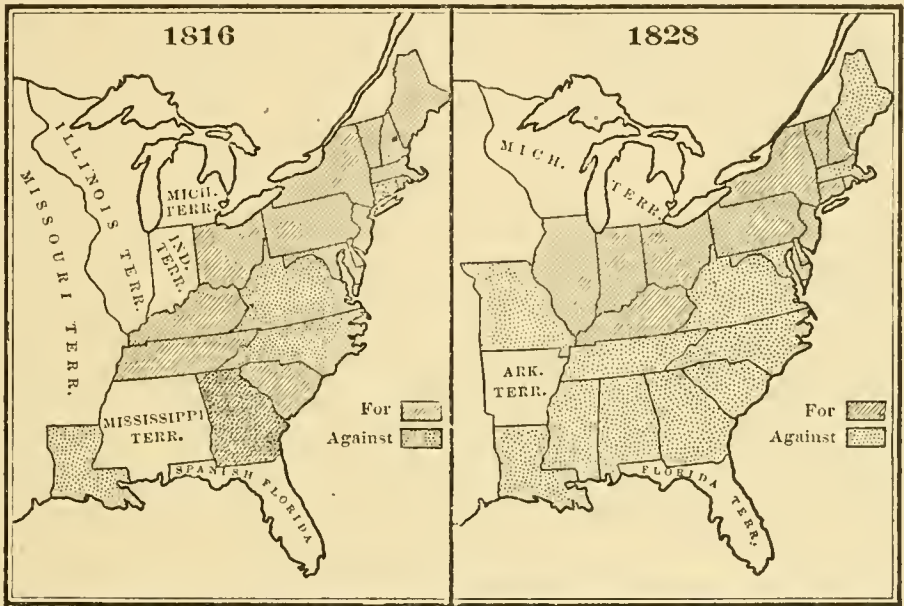 1816
MISSOURI TERR.
ILLINOIS TERR.
MICH.
TERR.
IND.
TERR.
MISSISSIPPI
TERR.
SPANISH FLORIDA
For
Against
1828
MICH. TERR.
ARK.
TERR.
FLORIDA TERR.
For
Against